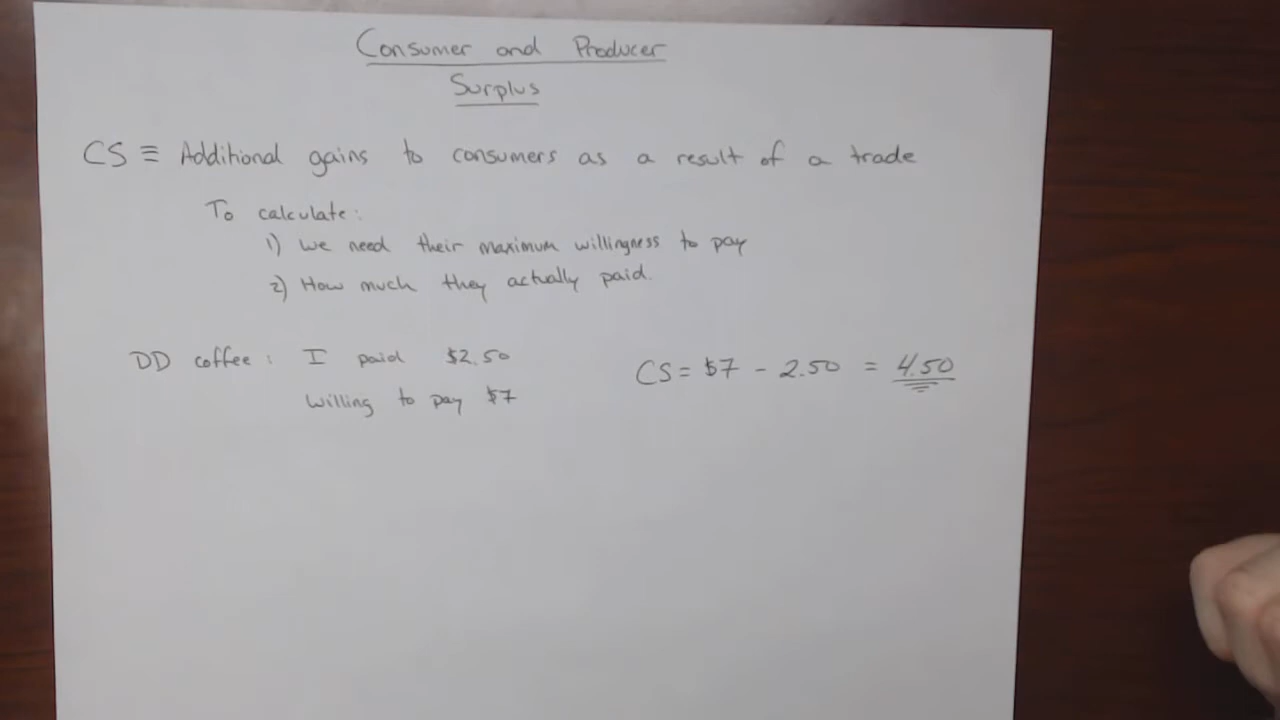 Consumer and Producer
Surplus
CS ≡ Additional gains to consumers as a result of a trade
To calculate:
1) We need their maximum willingness to pay
2) How much they actually paid.
DD coffee: I paid $2.50
Willing to pay $7
CS = $7 - 2.50 = 4.50